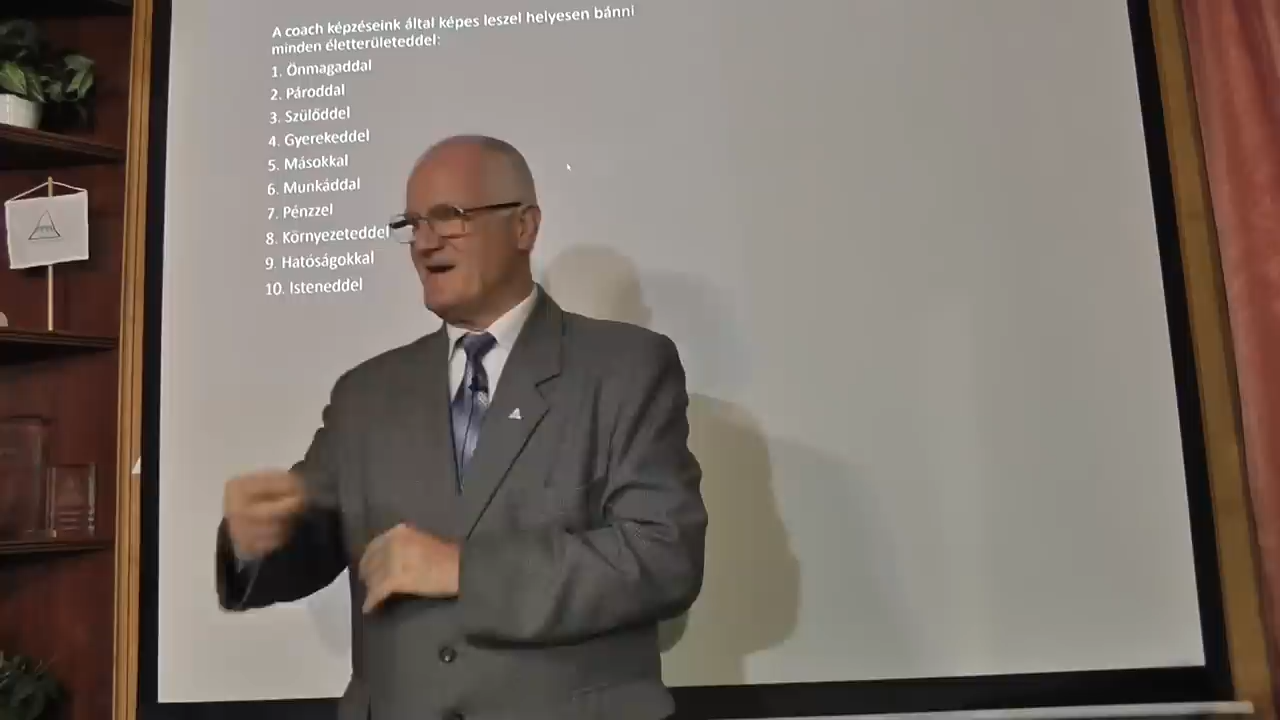 A coach képzéseink által képes leszel helyesen bánni
minden életterületeddel:
1. Önmagaddal
2. Pároddal
3. Szülőddel
4. Gyerekeddel
5. Másokkal
6. Munkáddal
7. Pénzzel
8. Környezeteddel
9. Hatóságokkal
10. Isteneddel